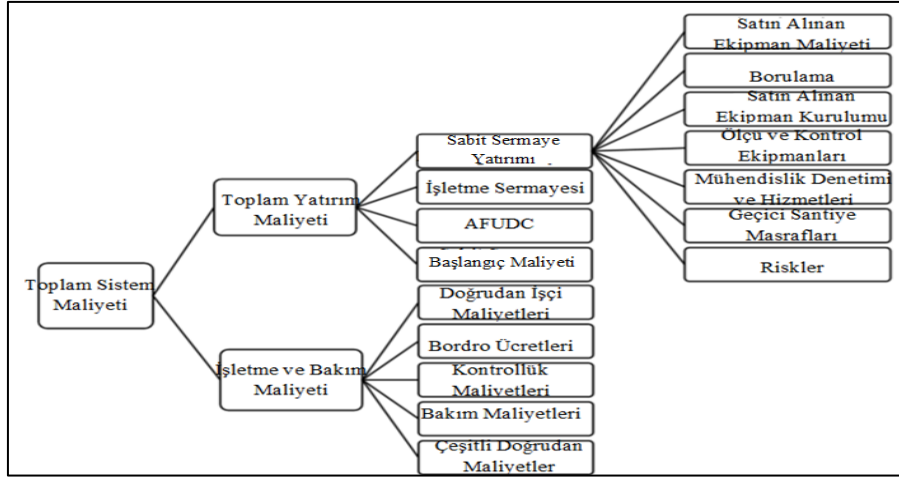 Toplam Sistem
Maliyeti
Toplam Yatırım
Maliyeti
İşletme ve Bakım
Maliyeti
Sabit Sermaye
Yatırımı
İşletme Sermayesi
AFUDC
Başlangıç Maliyeti
Doğrudan İşçi
Maliyetleri
Bordro Ücretleri
Kontrollük
Maliyetleri
Bakım Maliyetleri
Çeşitli Doğrudan
Maliyetler
Satın Alınan
Ekipman Maliyeti
Borulama
Satın Alınan
Ekipman Kurulumu
Ölçü ve Kontrol
Ekipmanları
Mühendislik Denetimi
ve Hizmetleri
Geçici Santiye
Masrafları
Riskler